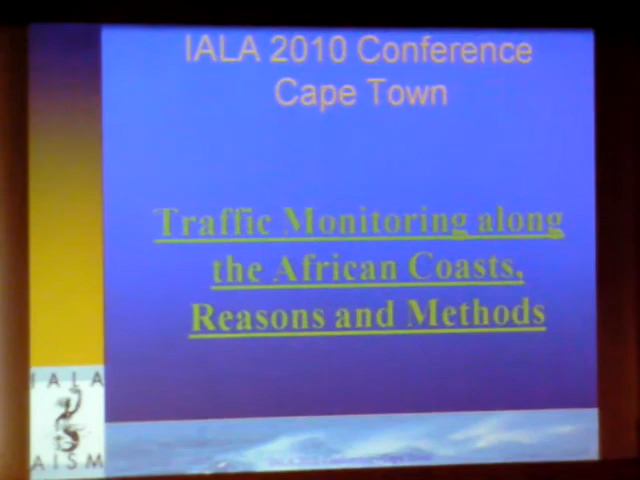 IALA 2010 Conference
Cape Town
Traffic Monitoring along
the African Coasts,
Reasons and Methods
IALA
AISM